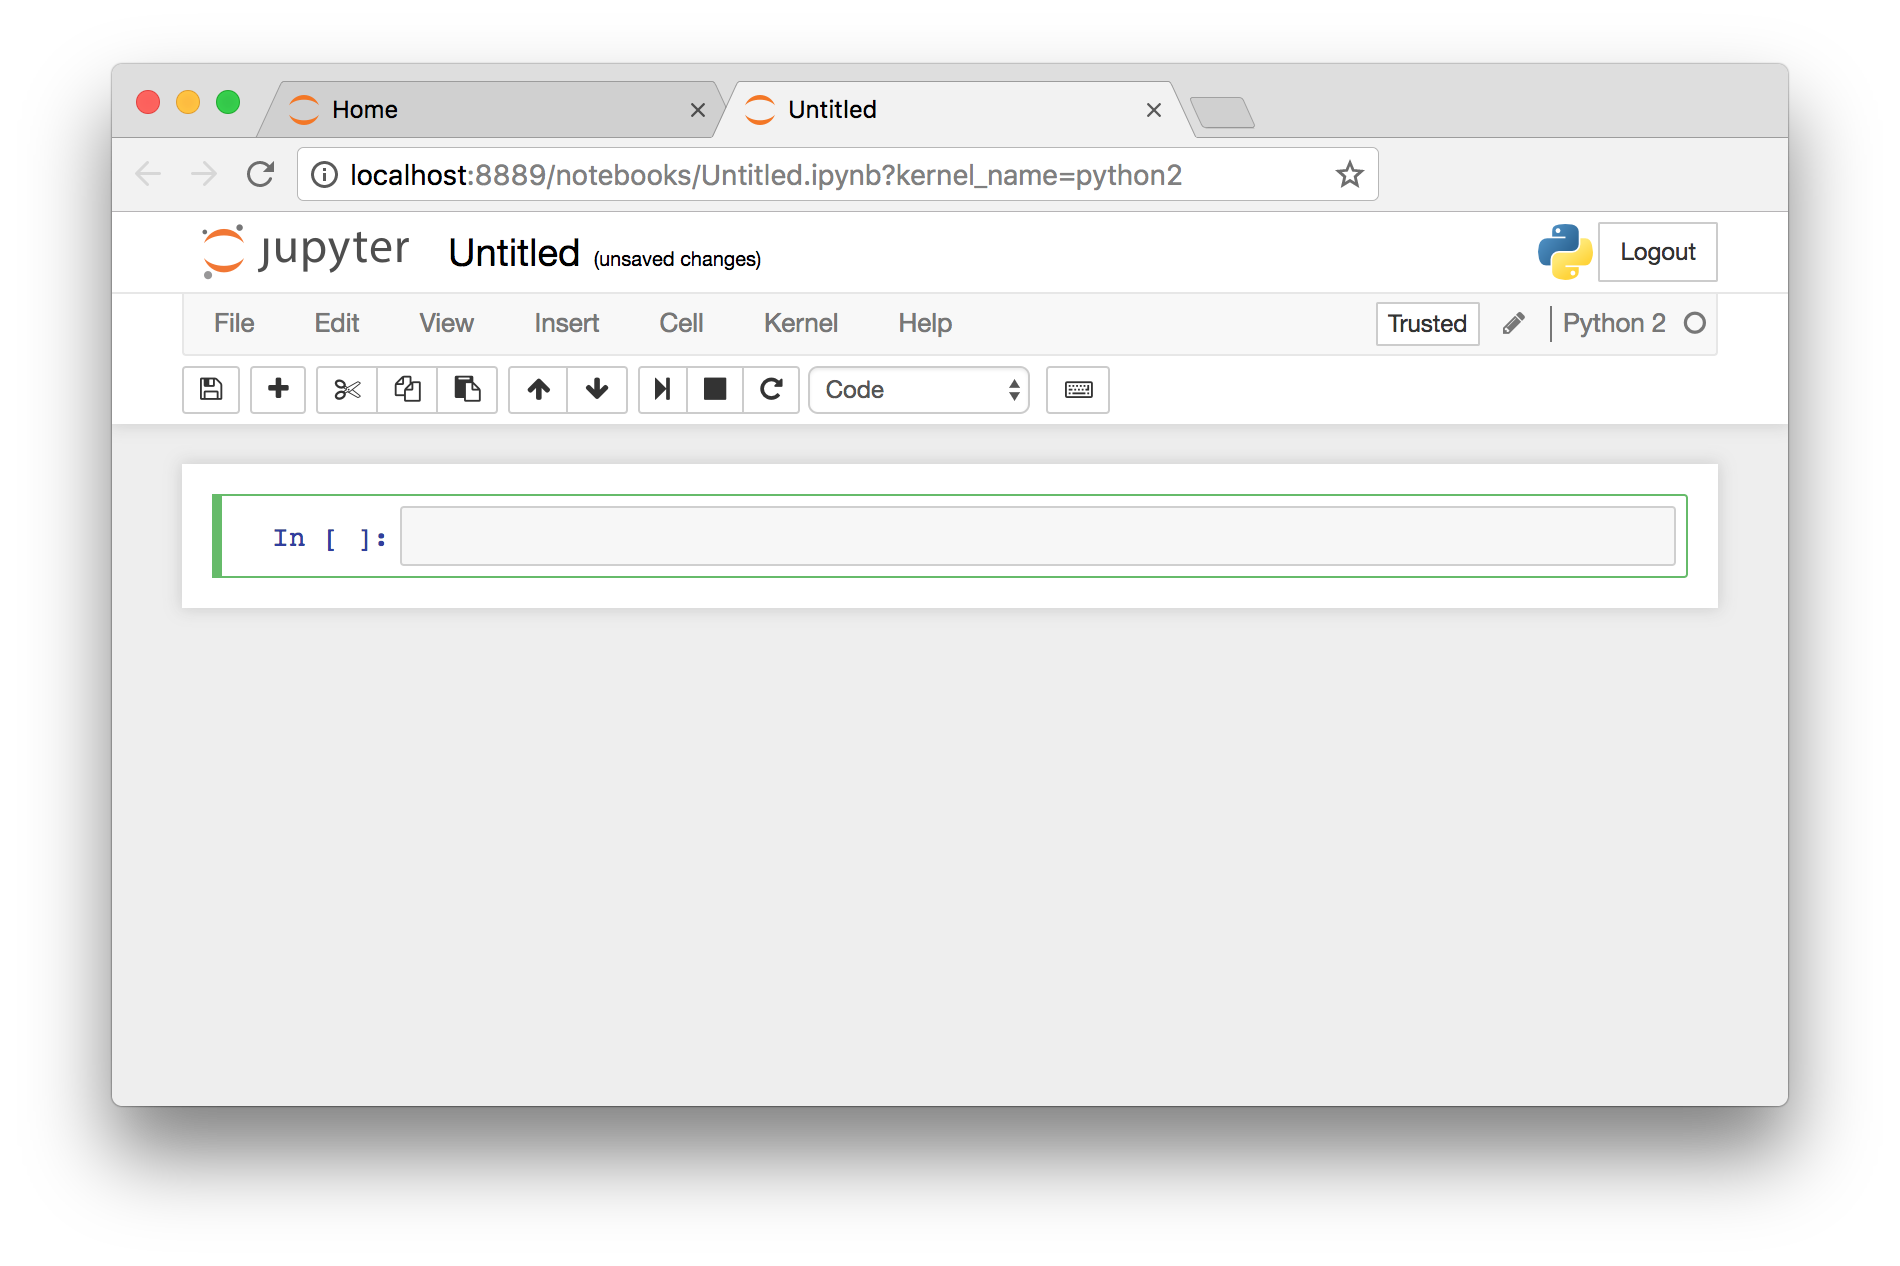 Home
Untitled
localhost:8889/notebooks/Untitled.ipynb?kernel_name=python2
jupyter Untitled (unsaved changes) Logout
File Edit View Insert Cell Kernel Help Trusted Python 2
Code
In [ ]: